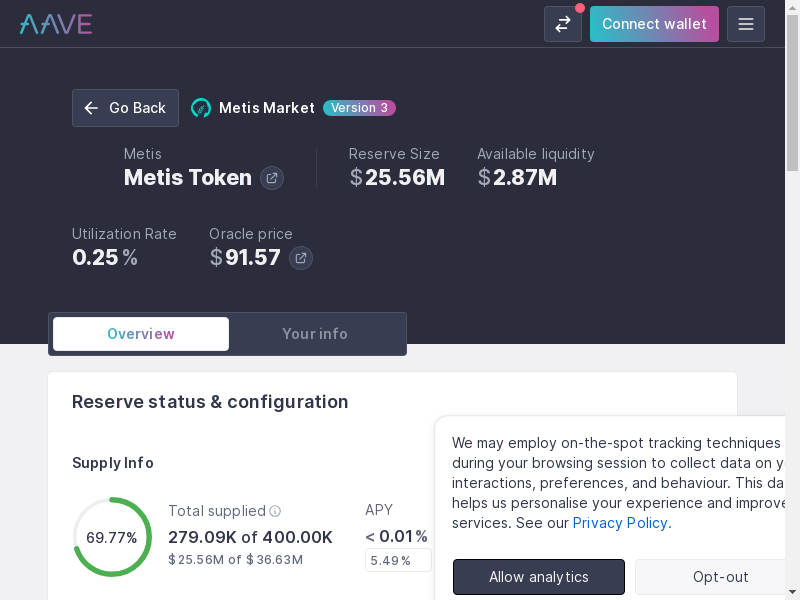 AAVE
Connect wallet
Go Back
Metis Market
Version 3
Metis
Metis Token
Reserve Size
$25.56M
Available liquidity
$2.87M
Utilization Rate
0.25%
Oracle price
$91.57
Overview
Your info
Reserve status & configuration
Supply Info
69.77%
Total supplied
279.09K of 400.00K
$25.56M of $36.63M
APY
< 0.01%
5.49%
We may employ on-the-spot tracking techniques
during your browsing session to collect data on
interactions, preferences, and behaviour. This
helps us personalise your experience and improve
services. See our Privacy Policy.
Allow analytics
Opt-out